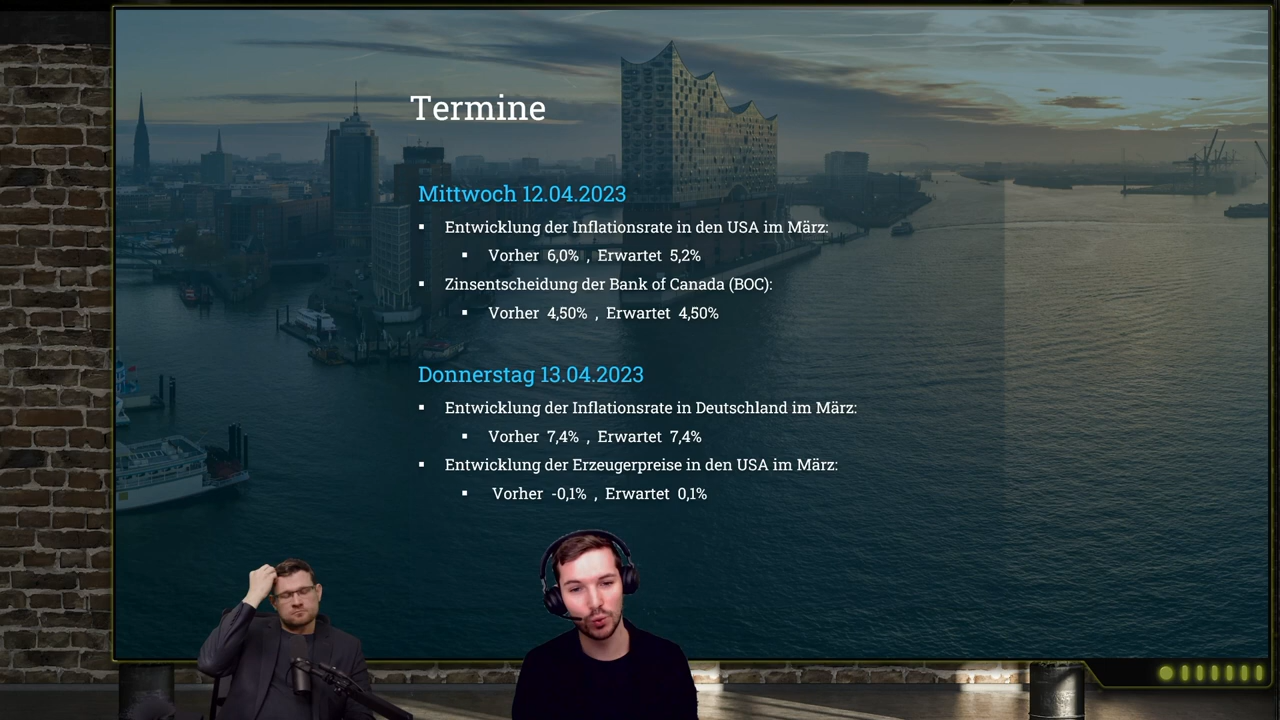 Termine
Mittwoch 12.04.2023
▪ Entwicklung der Inflationsrate in den USA im März:
▪ Vorher 6,0% , Erwartet 5,2%
▪ Zinsentscheidung der Bank of Canada (BOC):
▪ Vorher 4,50% , Erwartet 4,50%
Donnerstag 13.04.2023
▪ Entwicklung der Inflationsrate in Deutschland im März:
▪ Vorher 7,4% , Erwartet 7,4%
▪ Entwicklung der Erzeugerpreise in den USA im März:
▪ Vorher -0,1% , Erwartet 0,1%